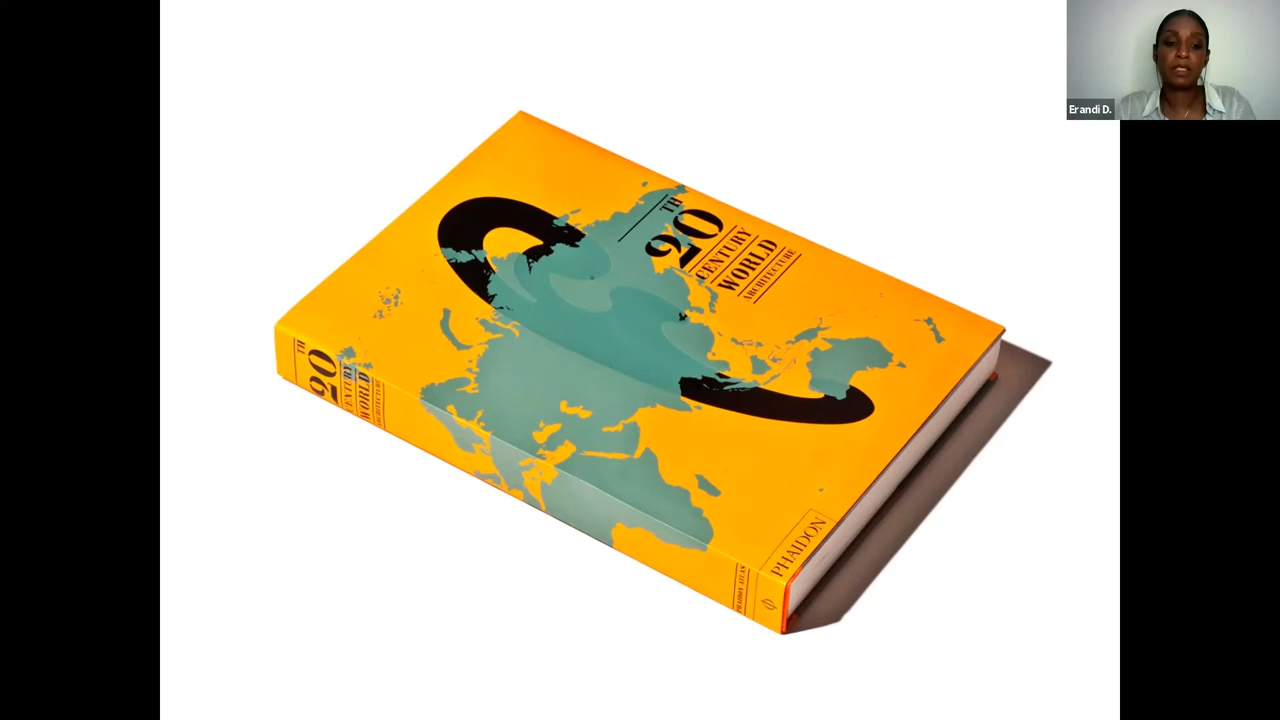 Erandi D.
TH
20
CENTURY
WORLD
ARCHITECTURE
PHAIDON
TH
20
CENTURY
WORLD
ARCHITECTURE
PHAIDON ATLAS